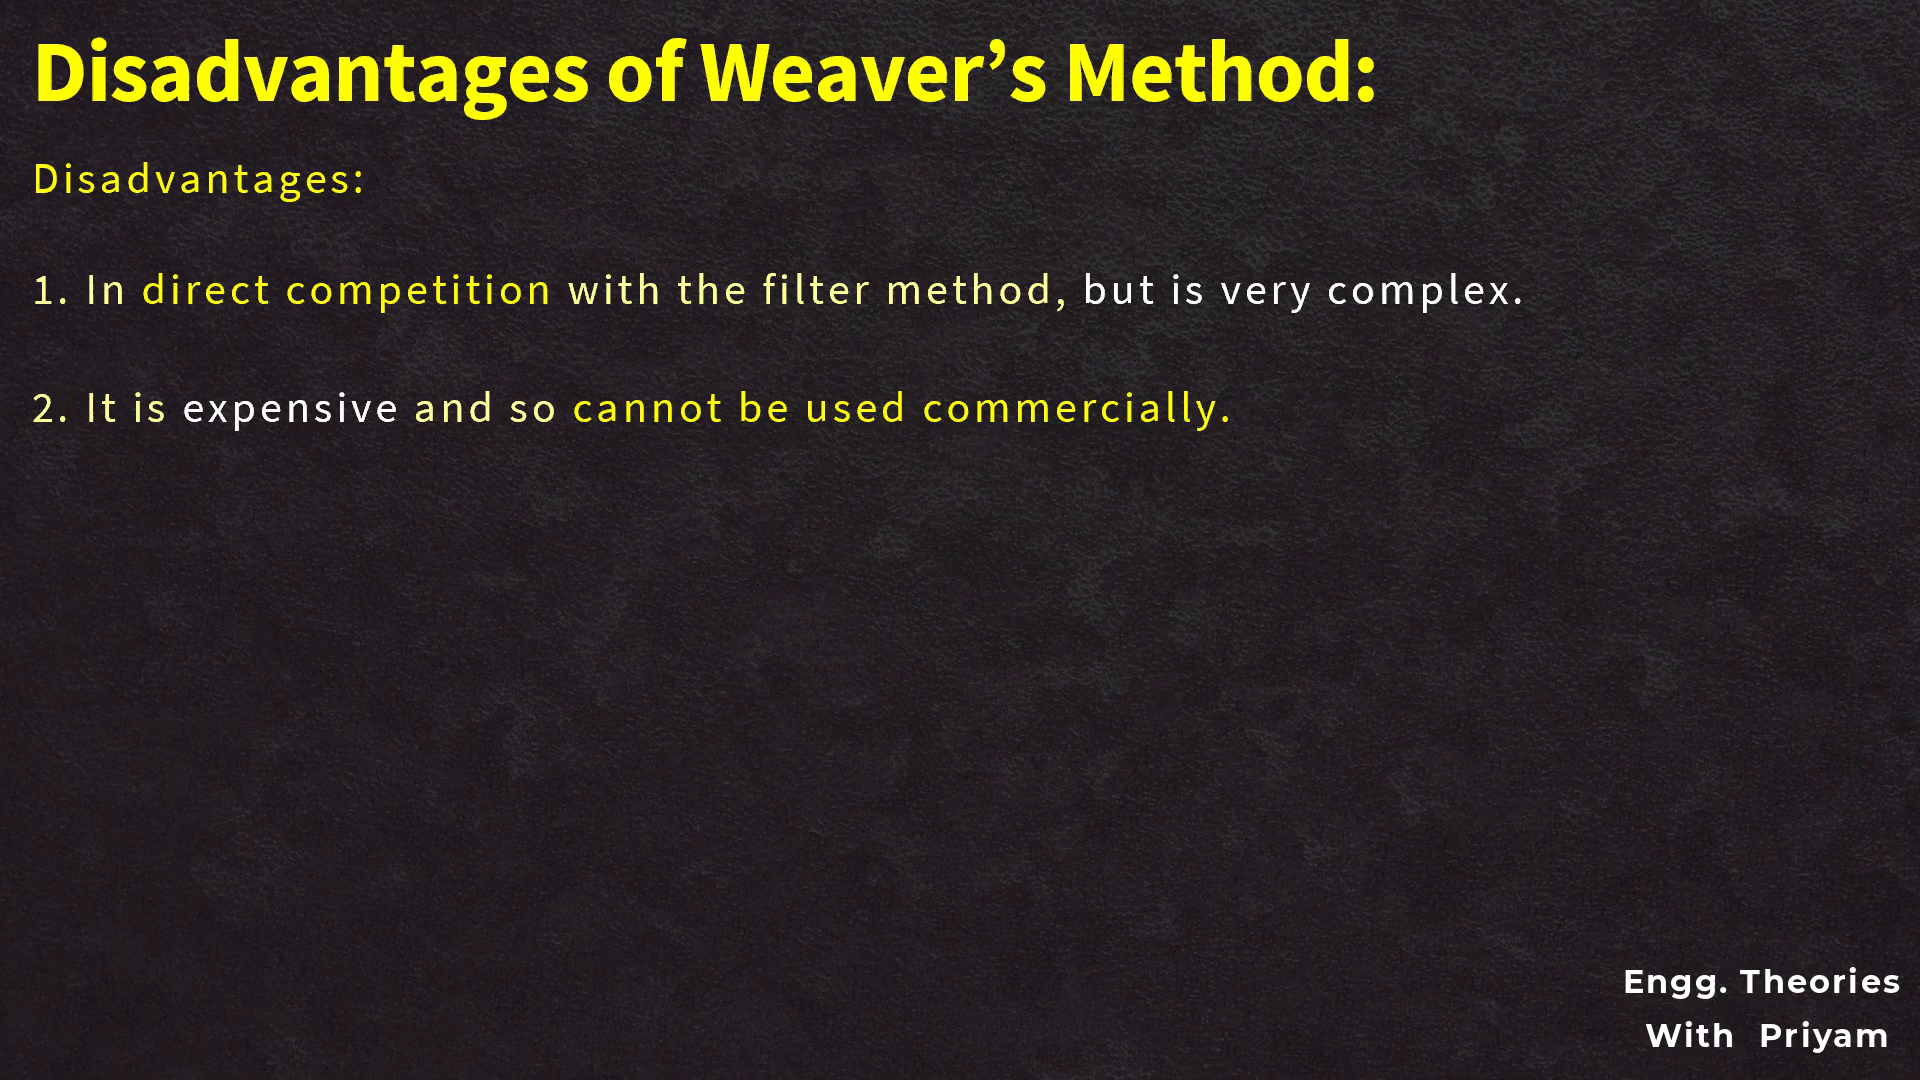 Disadvantages of Weaver’s Method:
Disadvantages:
1. In direct competition with the filter method, but is very complex.
2. It is expensive and so cannot be used commercially.
Engg. Theories
With Priyam